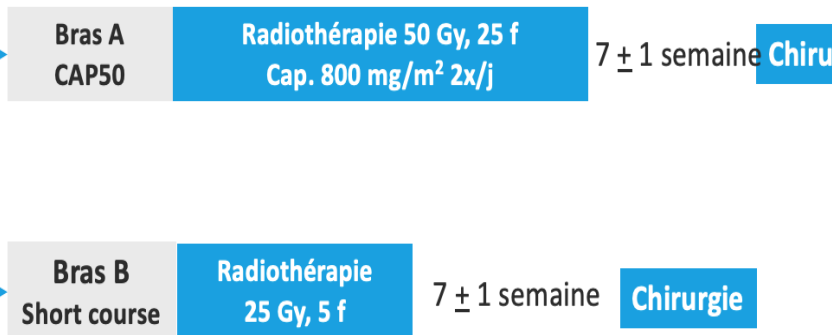 Bras A
CAP50
Radiothérapie 50 Gy, 25 f
Cap. 800 mg/m² 2x/j
7 ± 1 semaine
Chiru
Bras B
Short course
Radiothérapie
25 Gy, 5 f
7 ± 1 semaine
Chirurgie